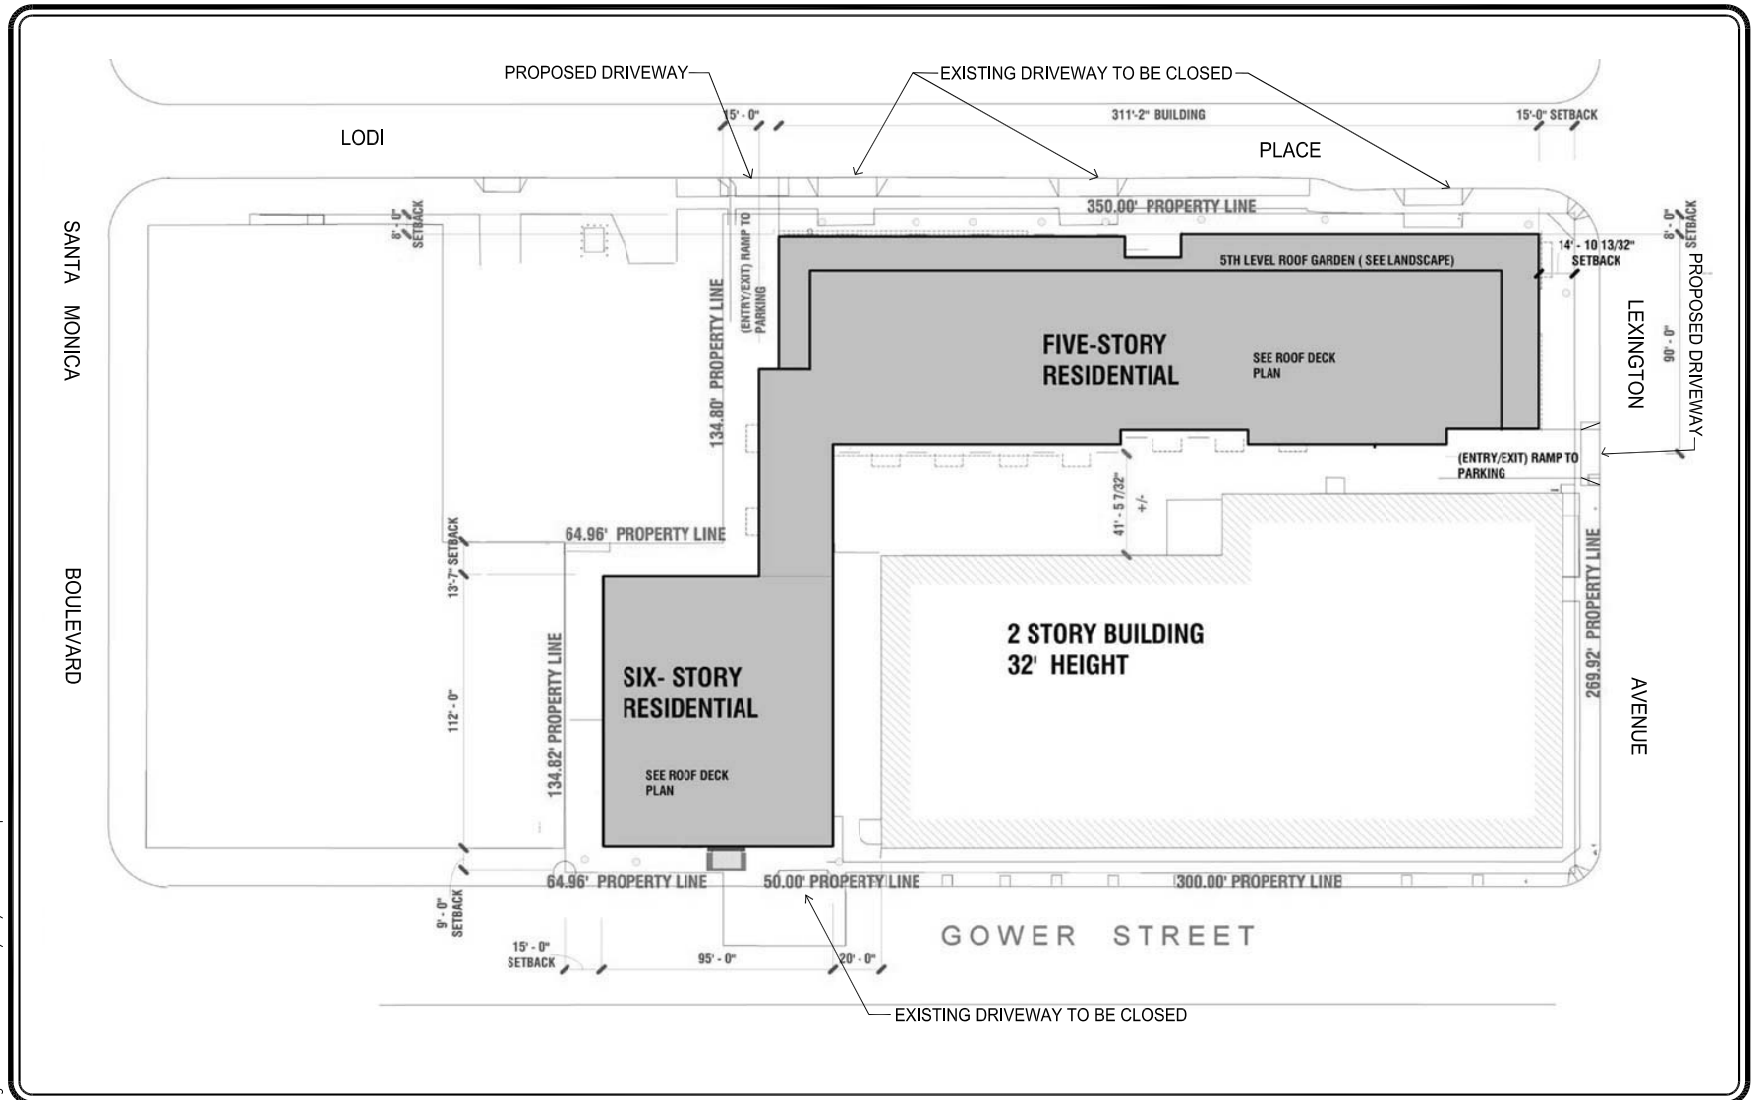 PROPOSED DRIVEWAY
EXISTING DRIVEWAY TO BE CLOSED
15' - 0"
311'-2" BUILDING
15'-0" SETBACK
LODI
PLACE
350.00' PROPERTY LINE
8' - 0"
SETBACK
8' - 0"
SETBACK
14' - 10 13/32"
SETBACK
SANTA MONICA
BOULEVARD
(ENTRY/EXIT) RAMP TO
PARKING
134.80' PROPERTY LINE
5TH LEVEL ROOF GARDEN ( SEE LANDSCAPE)
FIVE-STORY
RESIDENTIAL
SEE ROOF DECK
PLAN
LEXINGTON
AVENUE
90' - 0"
PROPOSED DRIVEWAY
(ENTRY/EXIT) RAMP TO
PARKING
41' - 5 7/32"
+/-
64.96' PROPERTY LINE
13'-7" SETBACK
112' - 0"
134.82' PROPERTY LINE
269.92' PROPERTY LINE
2 STORY BUILDING
32' HEIGHT
SIX- STORY
RESIDENTIAL
SEE ROOF DECK
PLAN
64.96' PROPERTY LINE
50.00' PROPERTY LINE
300.00' PROPERTY LINE
9' - 0"
SETBACK
15' - 0"
SETBACK
95' - 0"
20' - 0"
GOWER STREET
EXISTING DRIVEWAY TO BE CLOSED